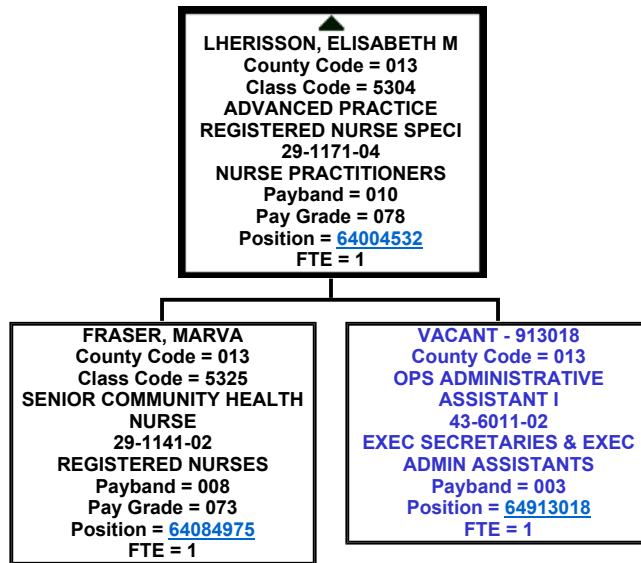 LHERISSON, ELISABETH M
County Code = 013
Class Code = 5304
ADVANCED PRACTICE
REGISTERED NURSE SPECI
29-1171-04
NURSE PRACTITIONERS
Payband = 010
Pay Grade = 078
Position = 64004532
FTE = 1
FRASER, MARVA
County Code = 013
Class Code = 5325
SENIOR COMMUNITY HEALTH
NURSE
29-1141-02
REGISTERED NURSES
Payband = 008
Pay Grade = 073
Position = 64084975
FTE = 1
VACANT - 913018
County Code = 013
OPS ADMINISTRATIVE
ASSISTANT I
43-6011-02
EXEC SECRETARIES & EXEC
ADMIN ASSISTANTS
Payband = 003
Position = 64913018
FTE = 1